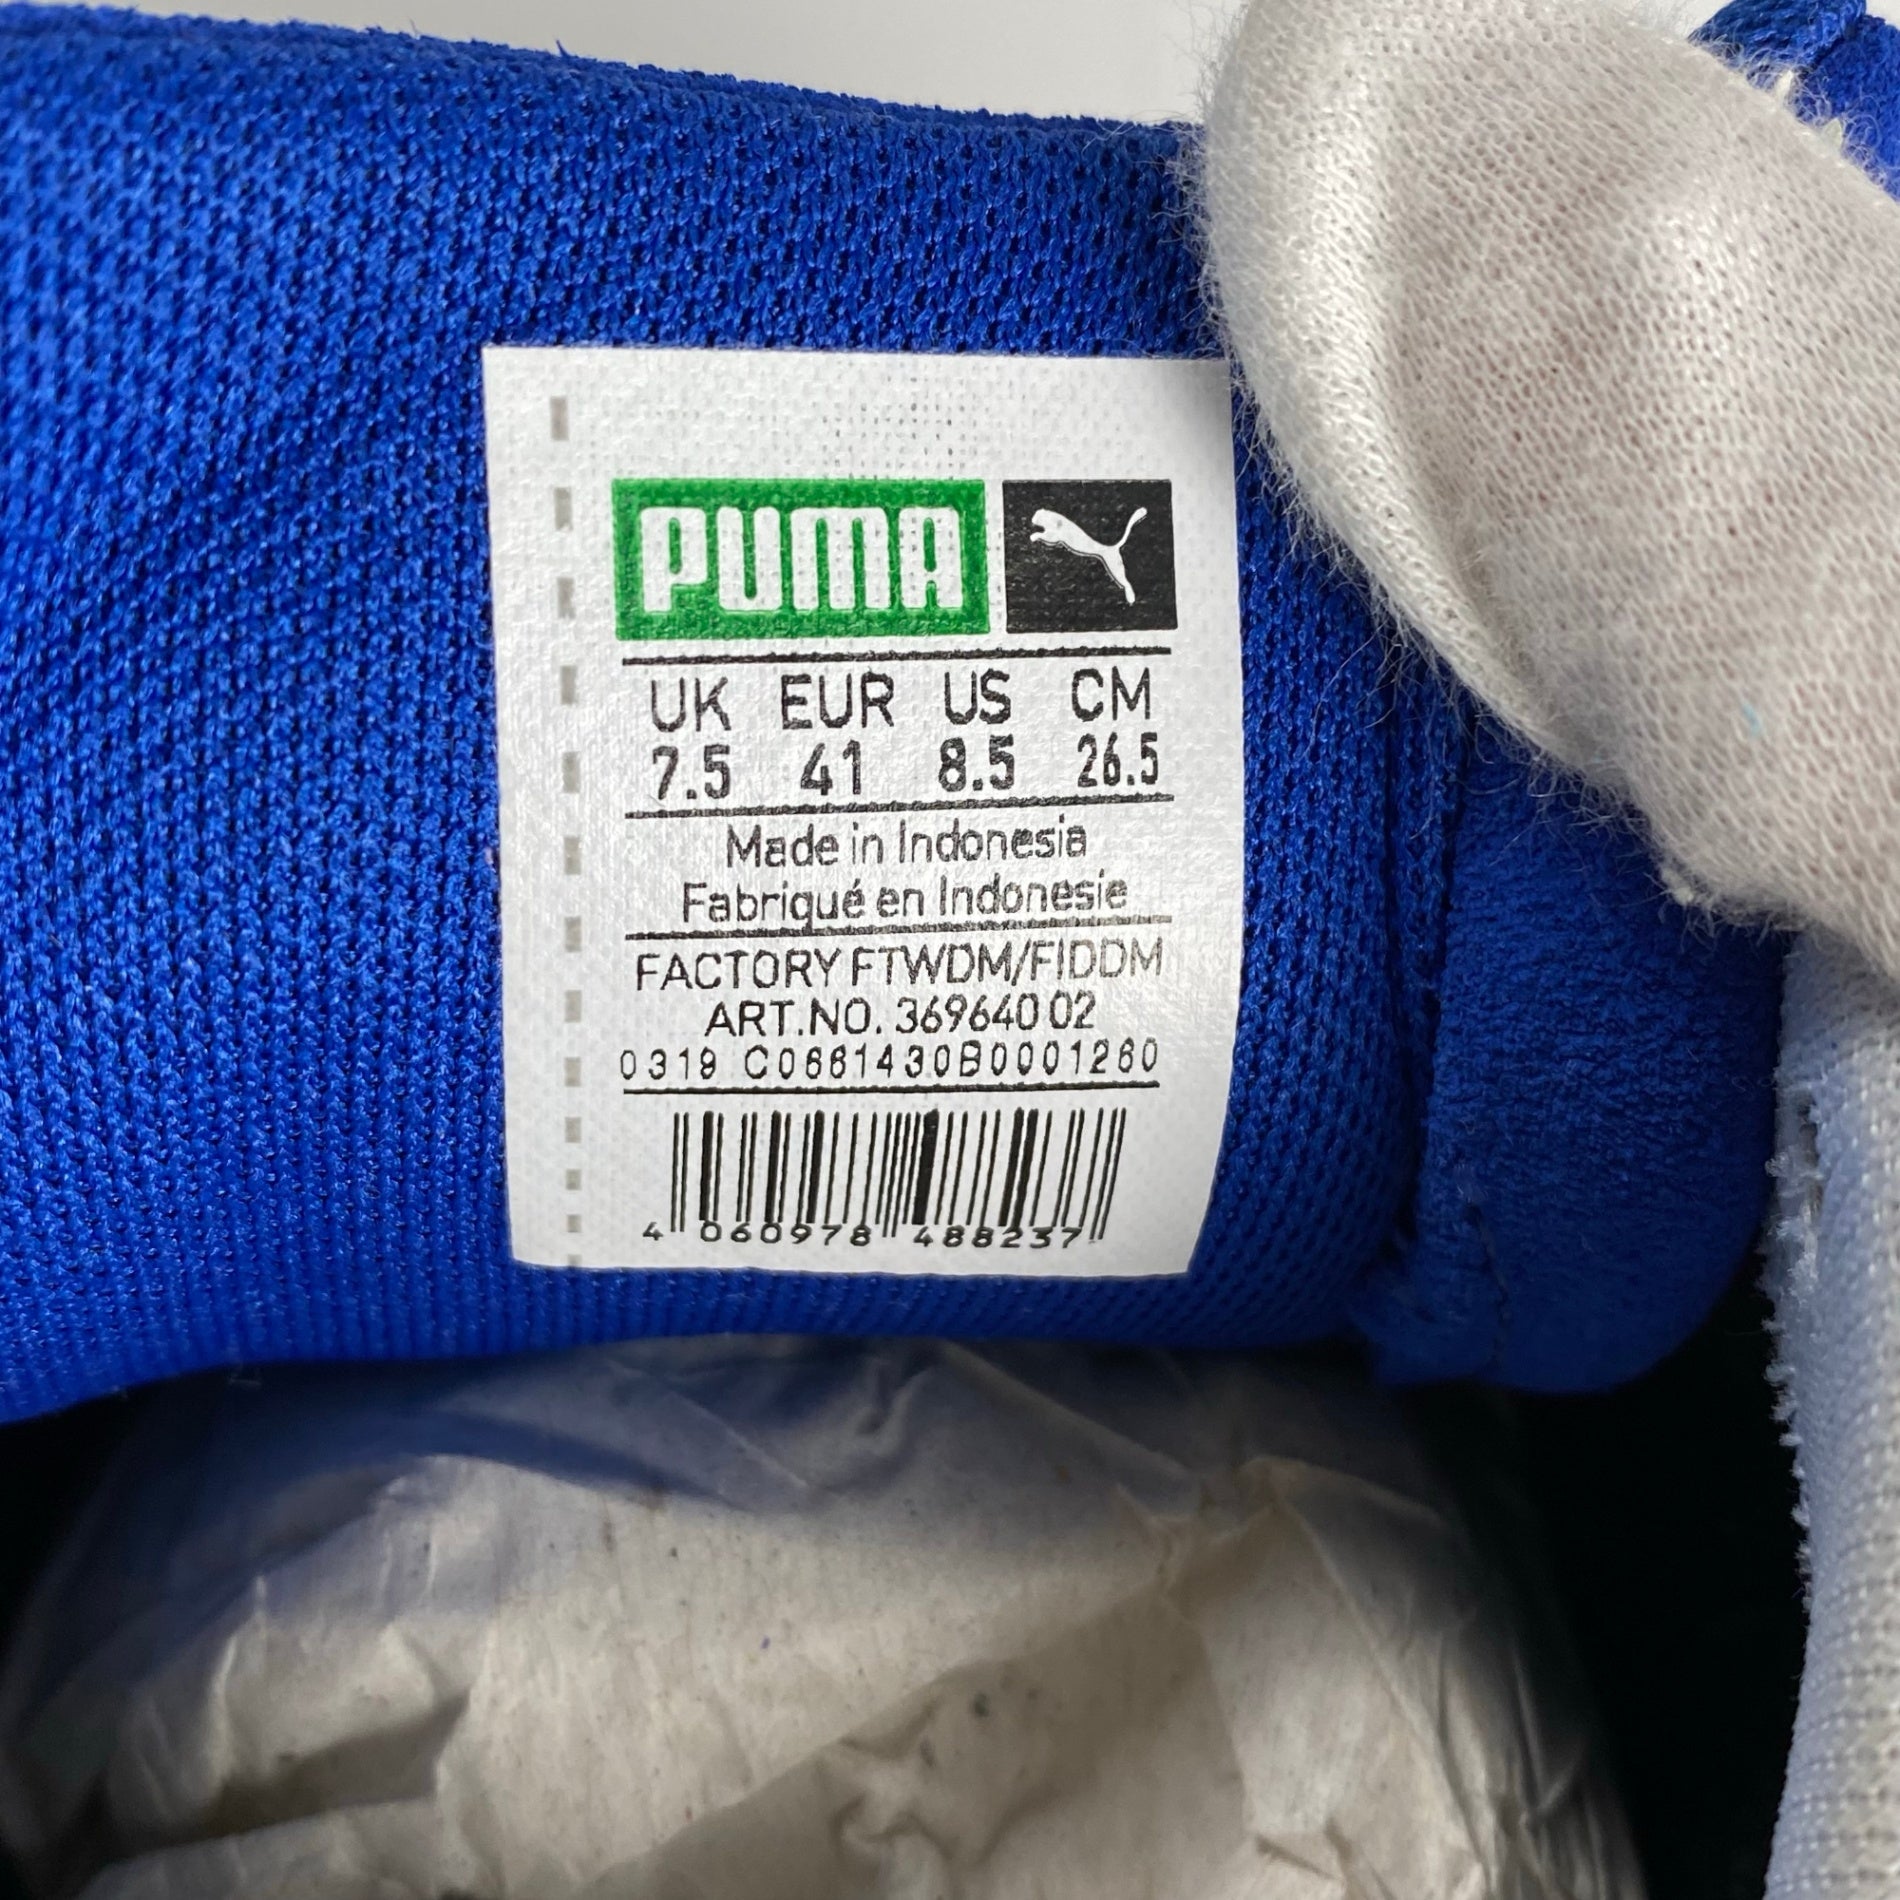 PUMA
UK EUR US CM
7.5 41 8.5 26.5
Made in Indonesia
Fabriqué en Indonesie
FACTORY FTWDM/FIDDM
ART.NO. 369640 02
0319 C0661430B0001260
4 060978 488237